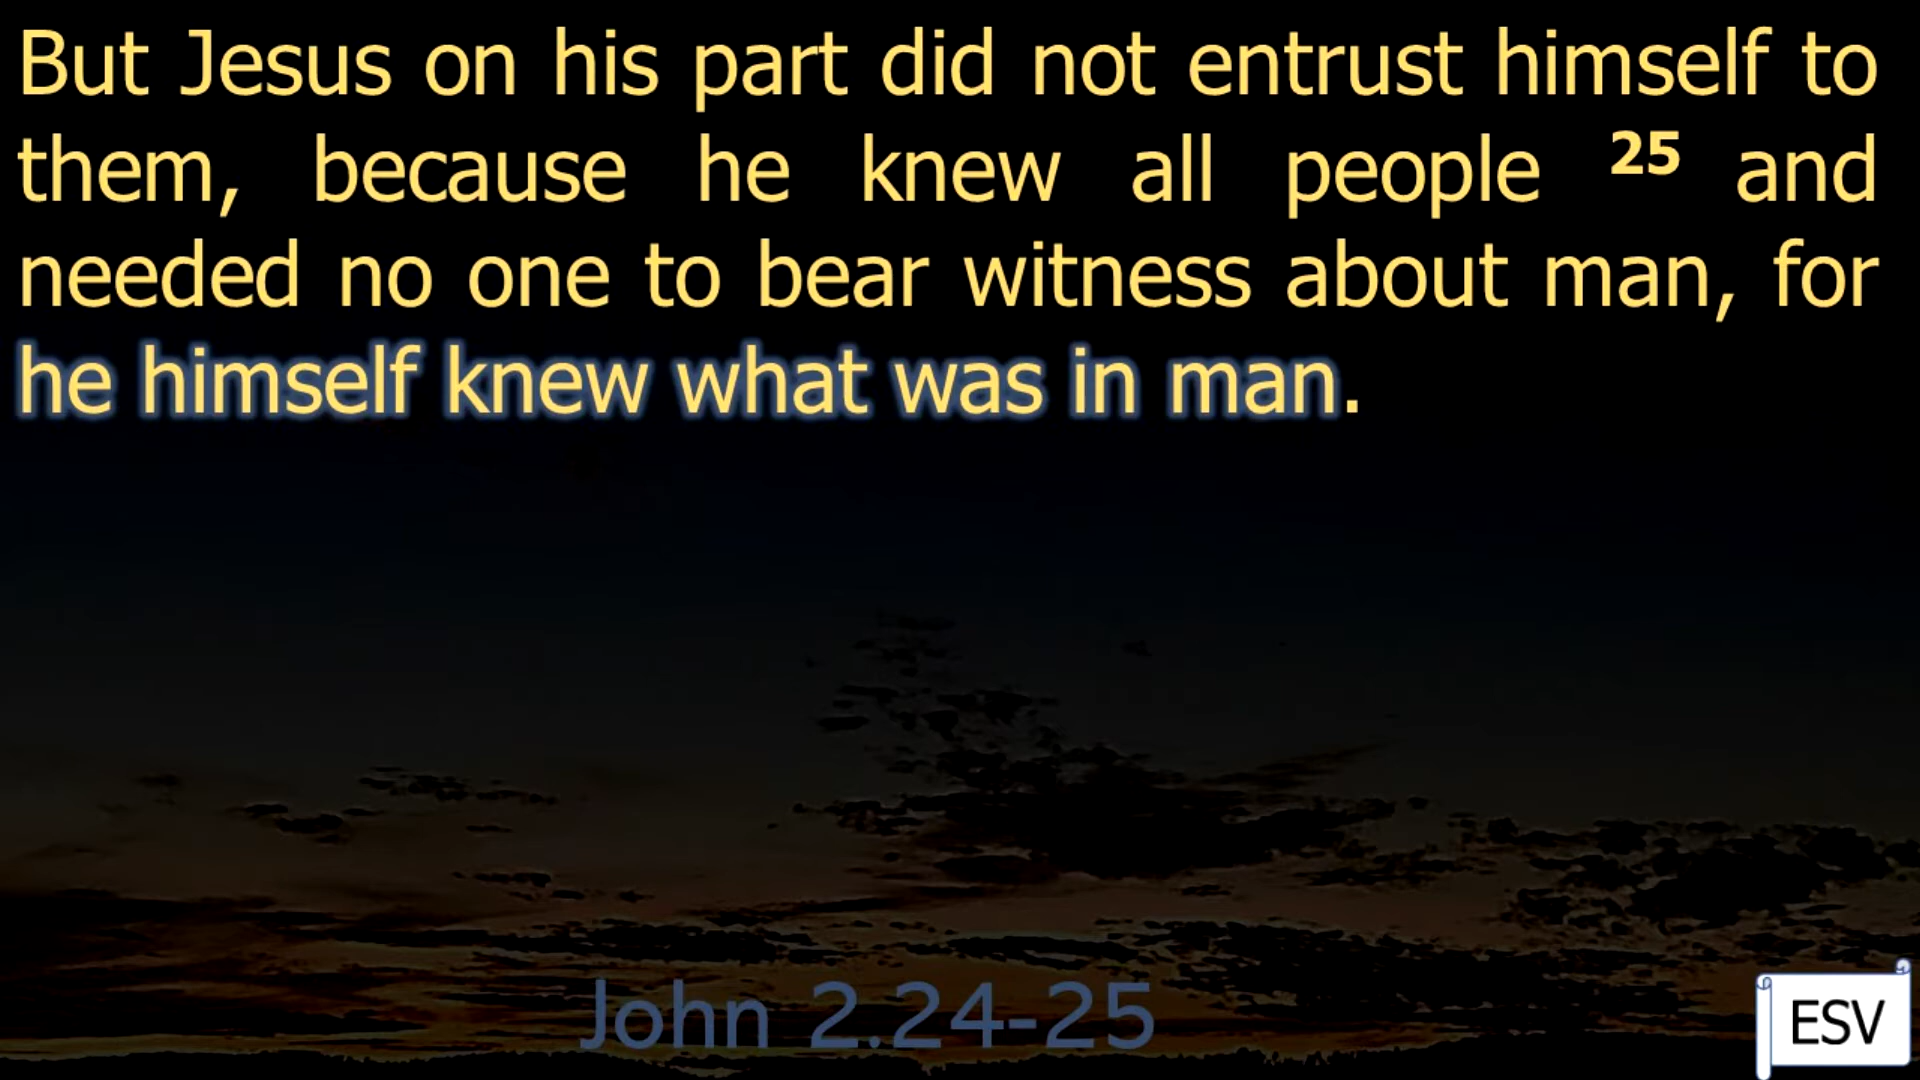 But Jesus on his part did not entrust himself to
them, because he knew all people 25 and
needed no one to bear witness about man, for
he himself knew what was in man.
John 2.24-25
ESV